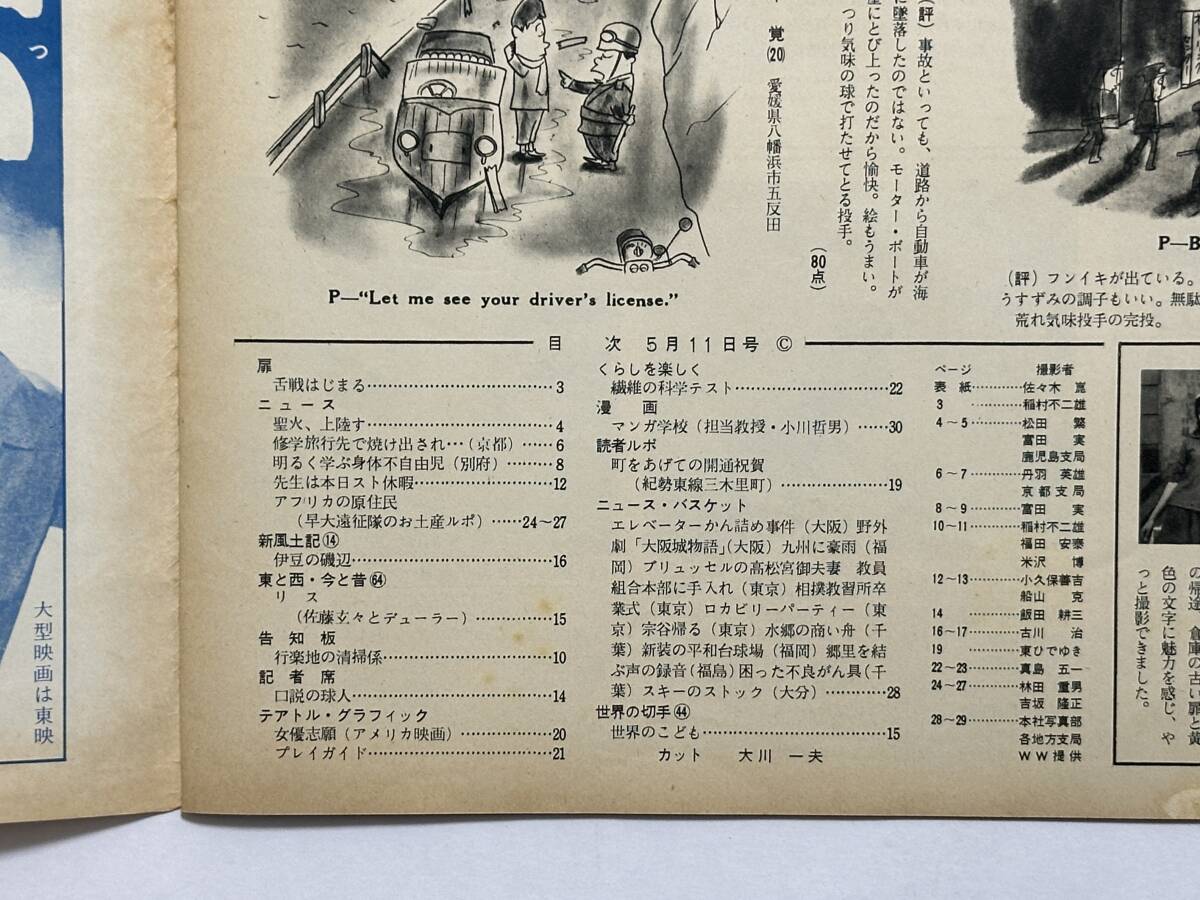 つ
大型映画は東映
覚(20) 愛媛県八幡浜市五反田
(評) 事故といっても、道路から自動車が海
に墜落したのではない。モーター・ボートが
崖にとび上ったのだから愉快。絵もうまい。
つり気味の球で打たせてとる投手。
(80点)
P—“Let me see your driver's license.”
P—B
(評) フンイキが出ている。
うすずみの調子もいい。無駄
荒れ気味投手の完投。
目次 5月11日号 ©
扉
舌戦はじまる……3
ニュース
聖火、上陸す……4
修学旅行先で焼け出され…(京都)……6
明るく学ぶ身体不自由児(別府)……8
先生は本日スト休暇……12
アフリカの原住民
(早大遠征隊のお土産ルポ)……24〜27
新風土記⑭
伊豆の磯辺……16
東と西・今と昔㉞
リス
(佐藤玄々とデューラー)……15
告知板
行楽地の清掃係……10
記者席
口説の球人……14
テアトル・グラフィック
女優志願(アメリカ映画)……20
プレイガイド……21
くらしを楽しく
繊維の科学テスト……22
漫画
マンガ学校(担当教授・小川哲男)……30
読者ルポ
町をあげての開通祝賀
(紀勢東線三木里町)……19
ニュース・バスケット
エレベーターかん詰め事件(大阪)野外
劇「大阪城物語」(大阪)九州に豪雨(福
岡)ブリュッセルの高松宮御夫妻 教員
組合本部に手入れ(東京)相撲教習所卒
業式(東京)ロカビリーパーティー(東
京)宗谷帰る(東京)水郷の商い舟(千
葉)新装の平和台球場(福岡)郷里を結
ぶ声の録音(福島)困った不良がん具(千
葉)スキーのストック(大分)……28
世界の切手㊹
世界のこども……15
カット 大川一夫
ページ 撮影者
表紙……佐々木 嵩
3……稲村不二雄
4〜5……松田 繁
富田 実
鹿児島支局
6〜7……丹羽 英雄
京都支局
8〜9……富田 実
10〜11……稲村不二雄
福田 安泰
米沢 博
12〜13……小久保善吉
船山 克
14……飯田 耕三
16〜17……古川 治
19……東ひでゆき
22〜23……真島 五一
24〜27……林田 重男
吉坂 隆正
28〜29……本社写真部
各地方支局
WW提供
の帰途、倉庫の古い扉と黄
色の文字に魅力を感じ、や
っと撮影できました。